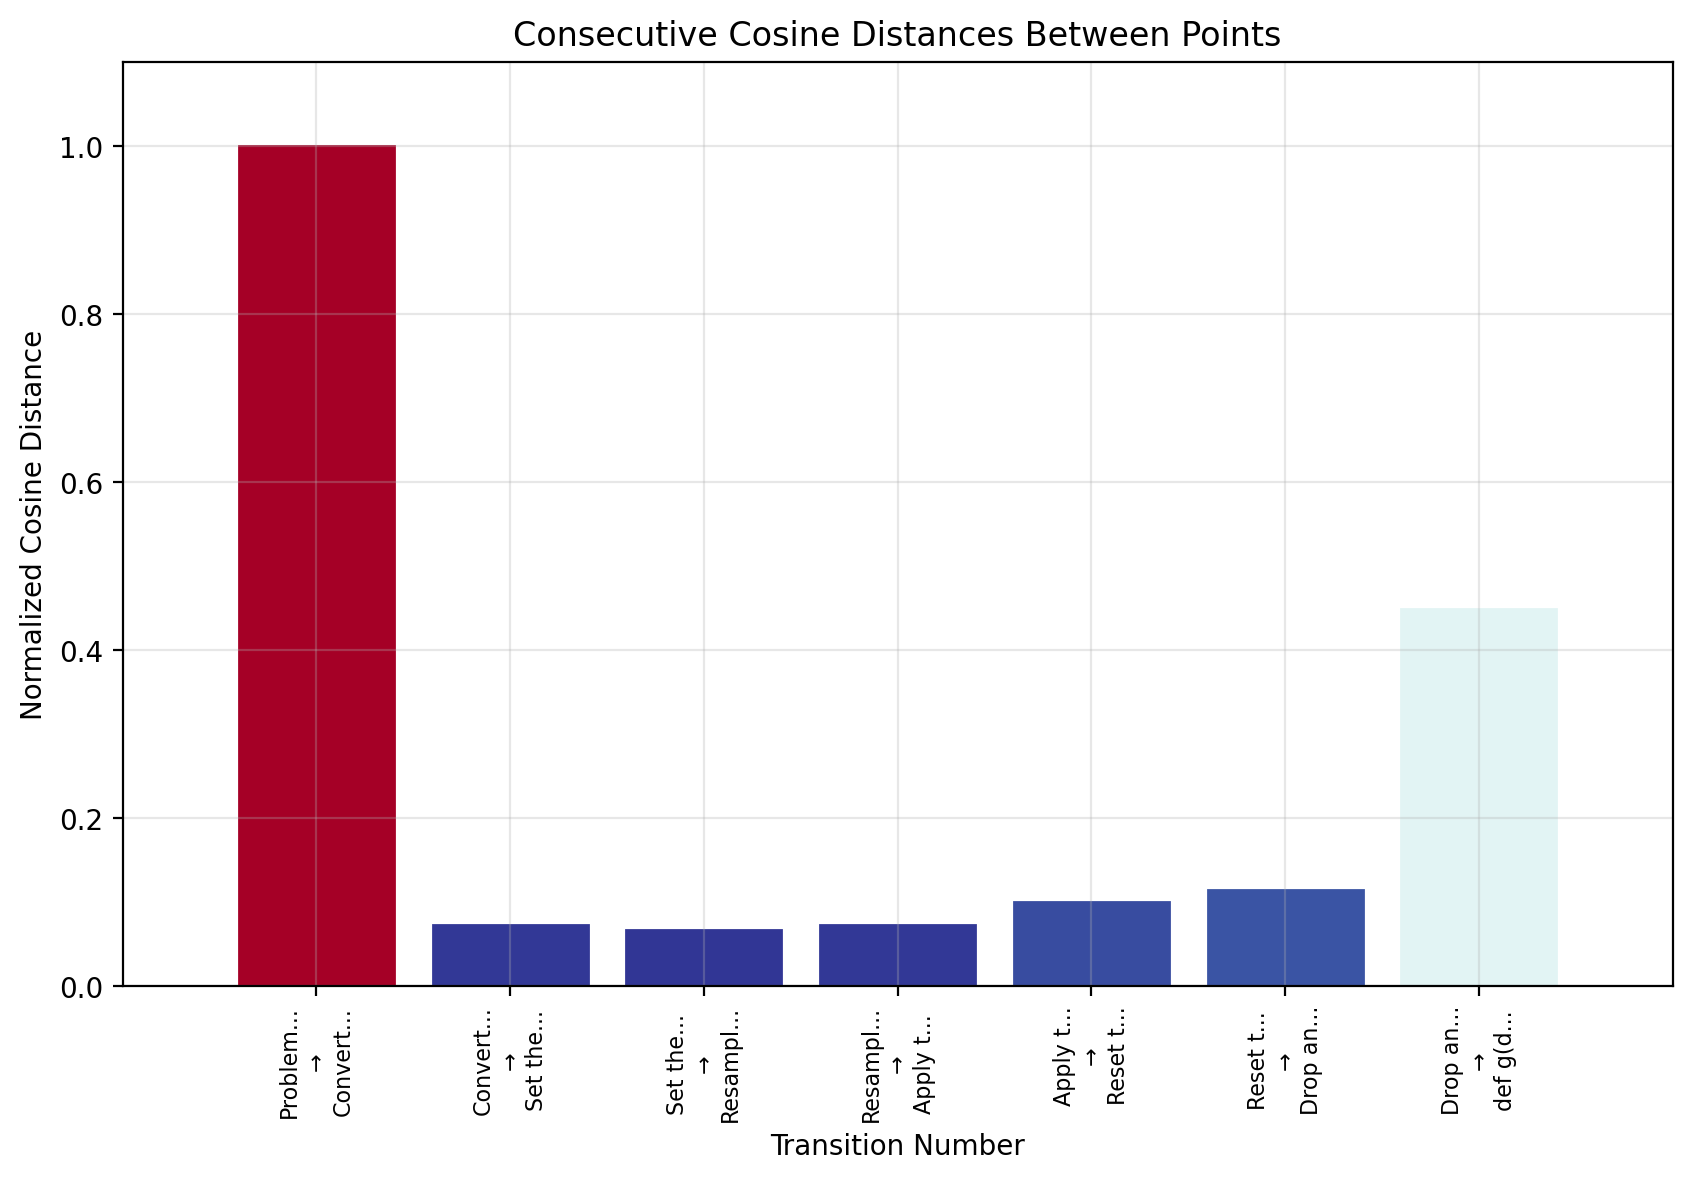 Consecutive Cosine Distances Between Points
Normalized Cosine Distance
1.0
0.8
0.6
0.4
0.2
0.0
Problem...
→
Convert...
Convert...
→
Set the...
Set the...
→
Resampl...
Resampl...
→
Apply t...
Apply t...
→
Reset t...
Reset t...
→
Drop an...
Drop an...
→
def g(d...
Transition Number